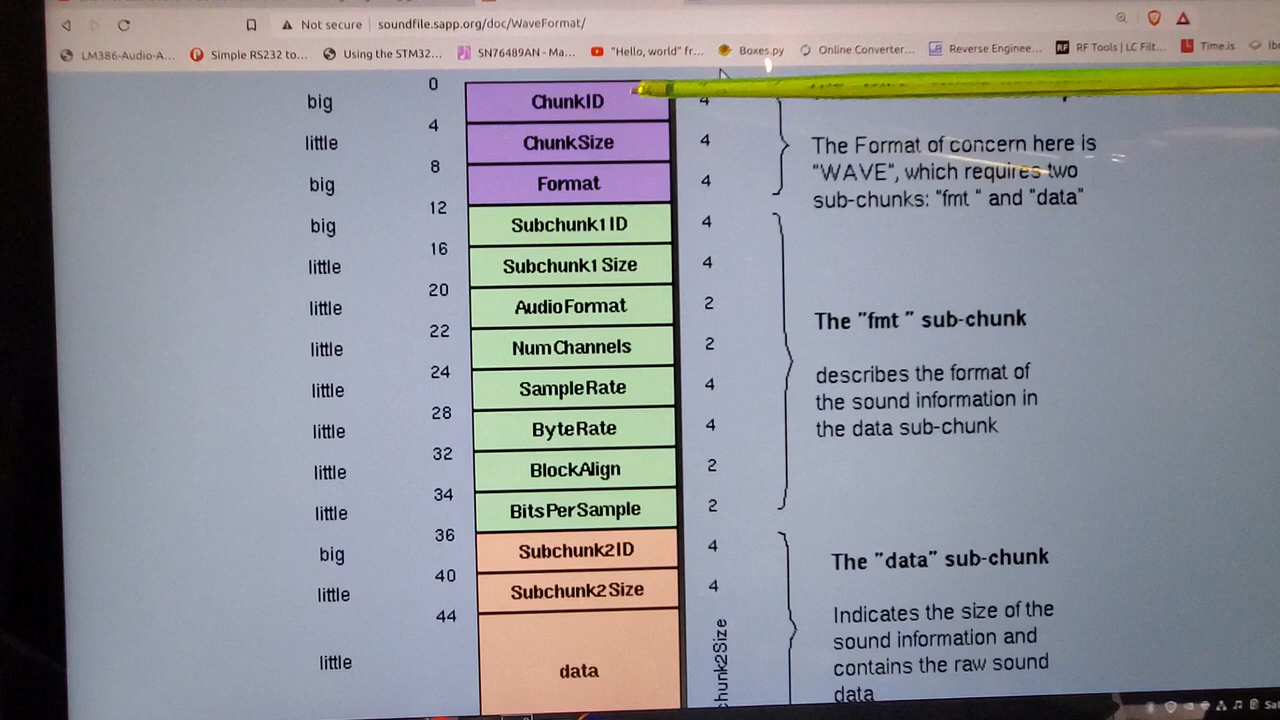 Not secure soundfile.sapp.org/doc/WaveFormat/
LM386-Audio-A... Simple RS232 to... Using the STM32... SN76489AN - Ma... "Hello, world" fr... Boxes.py Online Converter... Reverse Enginee... RF Tools | LC Filt... Time.is
0
big ChunkID 4
4
little ChunkSize 4
8
big Format 4
The Format of concern here is
"WAVE", which requires two
sub-chunks: "fmt " and "data"
12
big Subchunk1 ID 4
16
little Subchunk1 Size 4
20
little AudioFormat 2
22
little NumChannels 2
24
little SampleRate 4
28
little ByteRate 4
32
little BlockAlign 2
34
little BitsPerSample 2
The "fmt " sub-chunk
describes the format of
the sound information in
the data sub-chunk
36
big Subchunk2 ID 4
40
little Subchunk2 Size 4
44
little data chunk2Size
The "data" sub-chunk
Indicates the size of the
sound information and
contains the raw sound
data